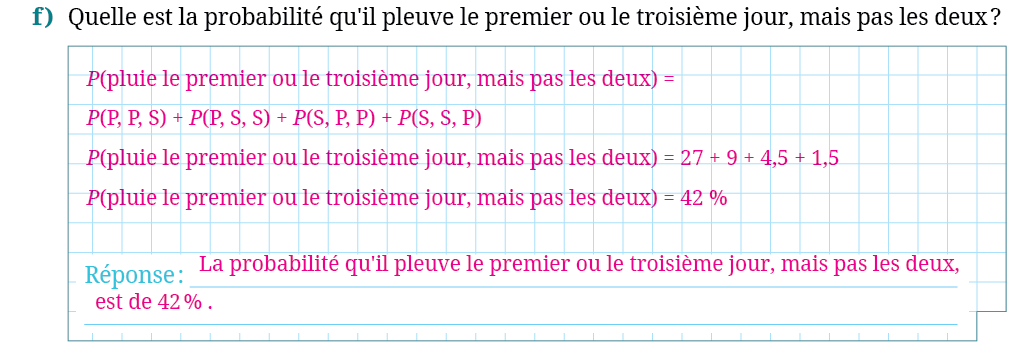 f) Quelle est la probabilité qu'il pleuve le premier ou le troisième jour, mais pas les deux ?
P(pluie le premier ou le troisième jour, mais pas les deux) =
P(P, P, S) + P(P, S, S) + P(S, P, P) + P(S, S, P)
P(pluie le premier ou le troisième jour, mais pas les deux) = 27 + 9 + 4,5 + 1,5
P(pluie le premier ou le troisième jour, mais pas les deux) = 42 %
Réponse : La probabilité qu'il pleuve le premier ou le troisième jour, mais pas les deux,
est de 42 % .